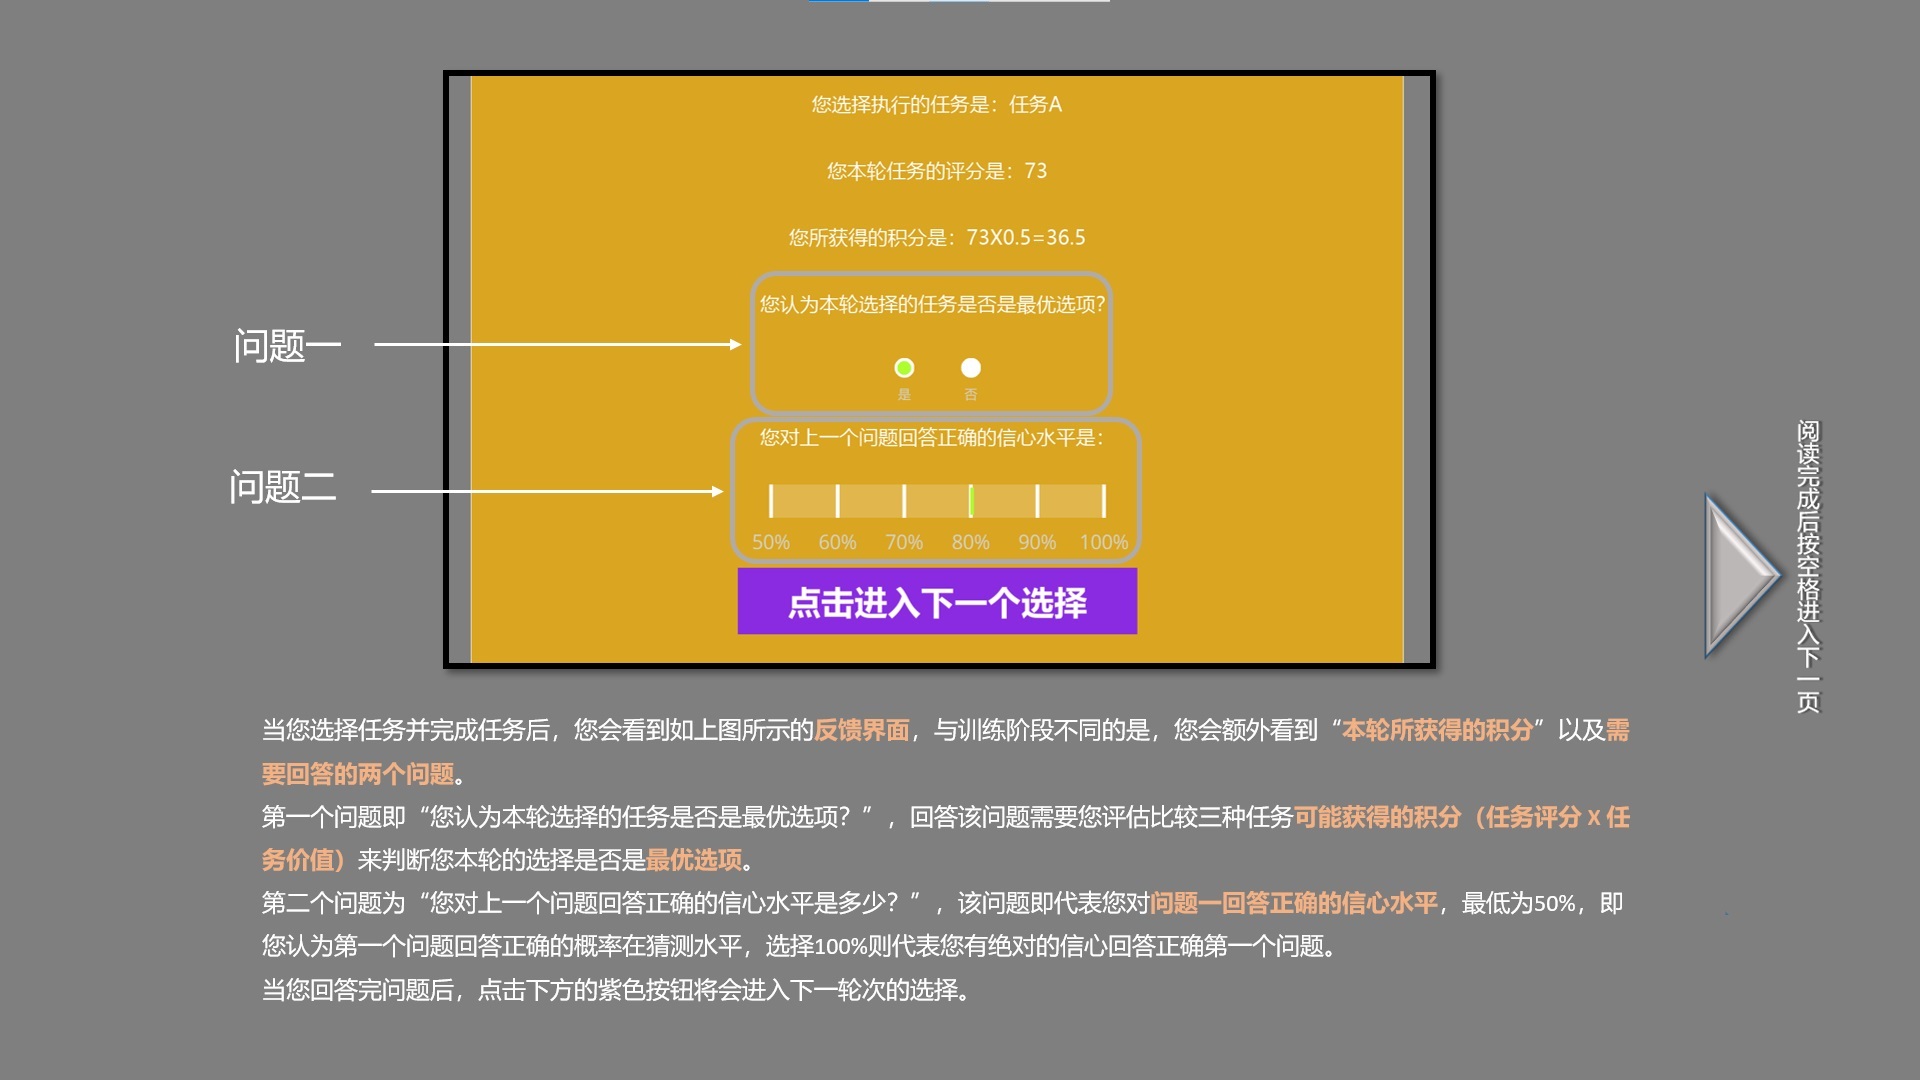 您选择执行的任务是：任务A
您本轮任务的评分是：73
您所获得的积分是：73X0.5=36.5
您认为本轮选择的任务是否是最优选项？
是 否
问题一
您对上一个问题回答正确的信心水平是：
50% 60% 70% 80% 90% 100%
问题二
点击进入下一个选择
阅读完成后按空格进入下一页
当您选择任务并完成任务后，您会看到如上图所示的反馈界面，与训练阶段不同的是，您会额外看到“本轮所获得的积分”以及需
要回答的两个问题。
第一个问题即“您认为本轮选择的任务是否是最优选项？”，回答该问题需要您评估比较三种任务可能获得的积分（任务评分 X 任
务价值）来判断您本轮的选择是否是最优选项。
第二个问题为“您对上一个问题回答正确的信心水平是多少？”，该问题即代表您对问题一回答正确的信心水平，最低为50%，即
您认为第一个问题回答正确的概率在猜测水平，选择100%则代表您有绝对的信心回答正确第一个问题。
当您回答完问题后，点击下方的紫色按钮将会进入下一轮次的选择。